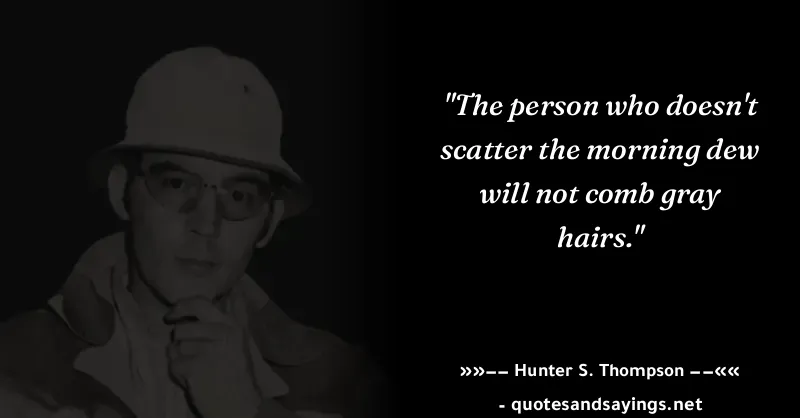 "The person who doesn't
scatter the morning dew
will not comb gray
hairs."
»»−− Hunter S. Thompson −−««
- quotesandsayings.net